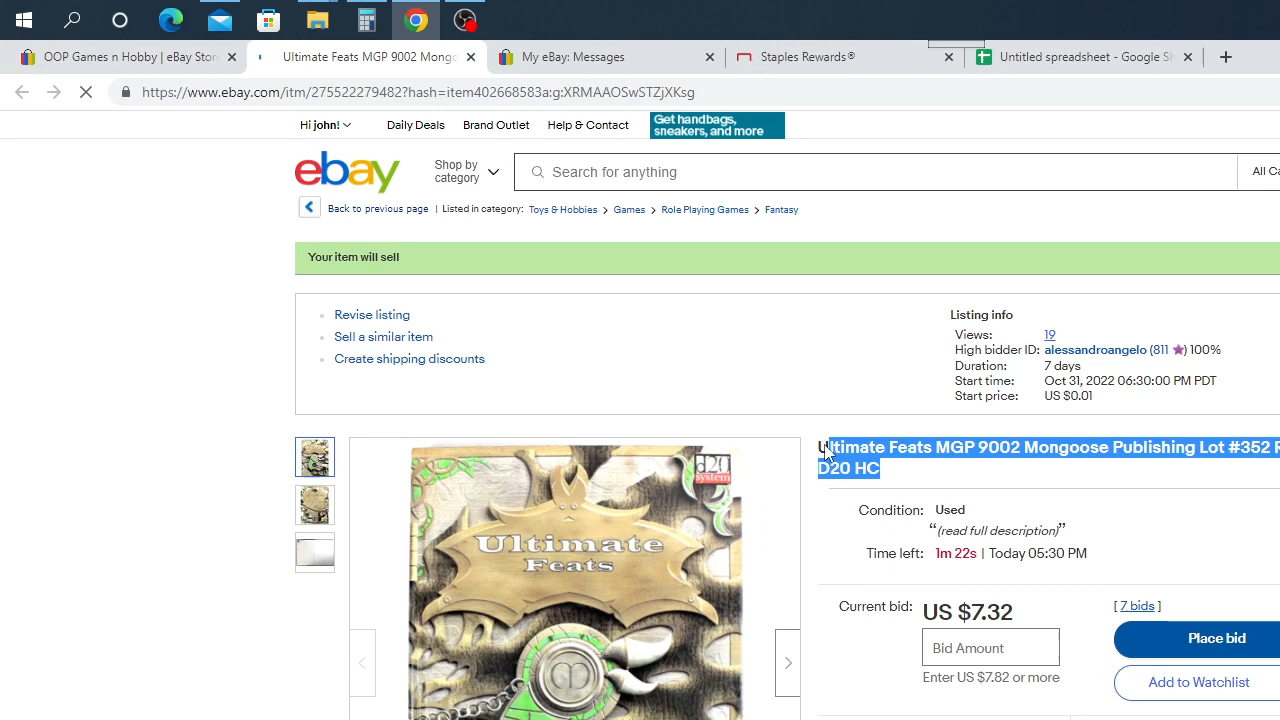 OOP Games n Hobby | eBay Stor
Ultimate Feats MGP 9002 Mongo
My eBay: Messages
Staples Rewards®
Untitled spreadsheet - Google Sh
https://www.ebay.com/itm/275522279482?hash=item402668583a:g:XRMAAOSwSTZjXKsg
Hi john!
Daily Deals
Brand Outlet
Help & Contact
Get handbags,
sneakers, and more
ebay
Shop by
category
Search for anything
All Ca
Back to previous page | Listed in category: Toys & Hobbies > Games > Role Playing Games > Fantasy
Your item will sell
Revise listing
Sell a similar item
Create shipping discounts
Listing info
Views: 19
High bidder ID: alessandroangelo (811 ) 100%
Duration: 7 days
Start time: Oct 31, 2022 06:30:00 PM PDT
Start price: US $0.01
d20
system
Ultimate
Feats
Ultimate Feats MGP 9002 Mongoose Publishing Lot #352
D20 HC
Condition: Used
“(read full description)”
Time left: 1m 22s | Today 05:30 PM
Current bid: US $7.32
[ 7 bids ]
Bid Amount
Place bid
Enter US $7.82 or more
Add to Watchlist